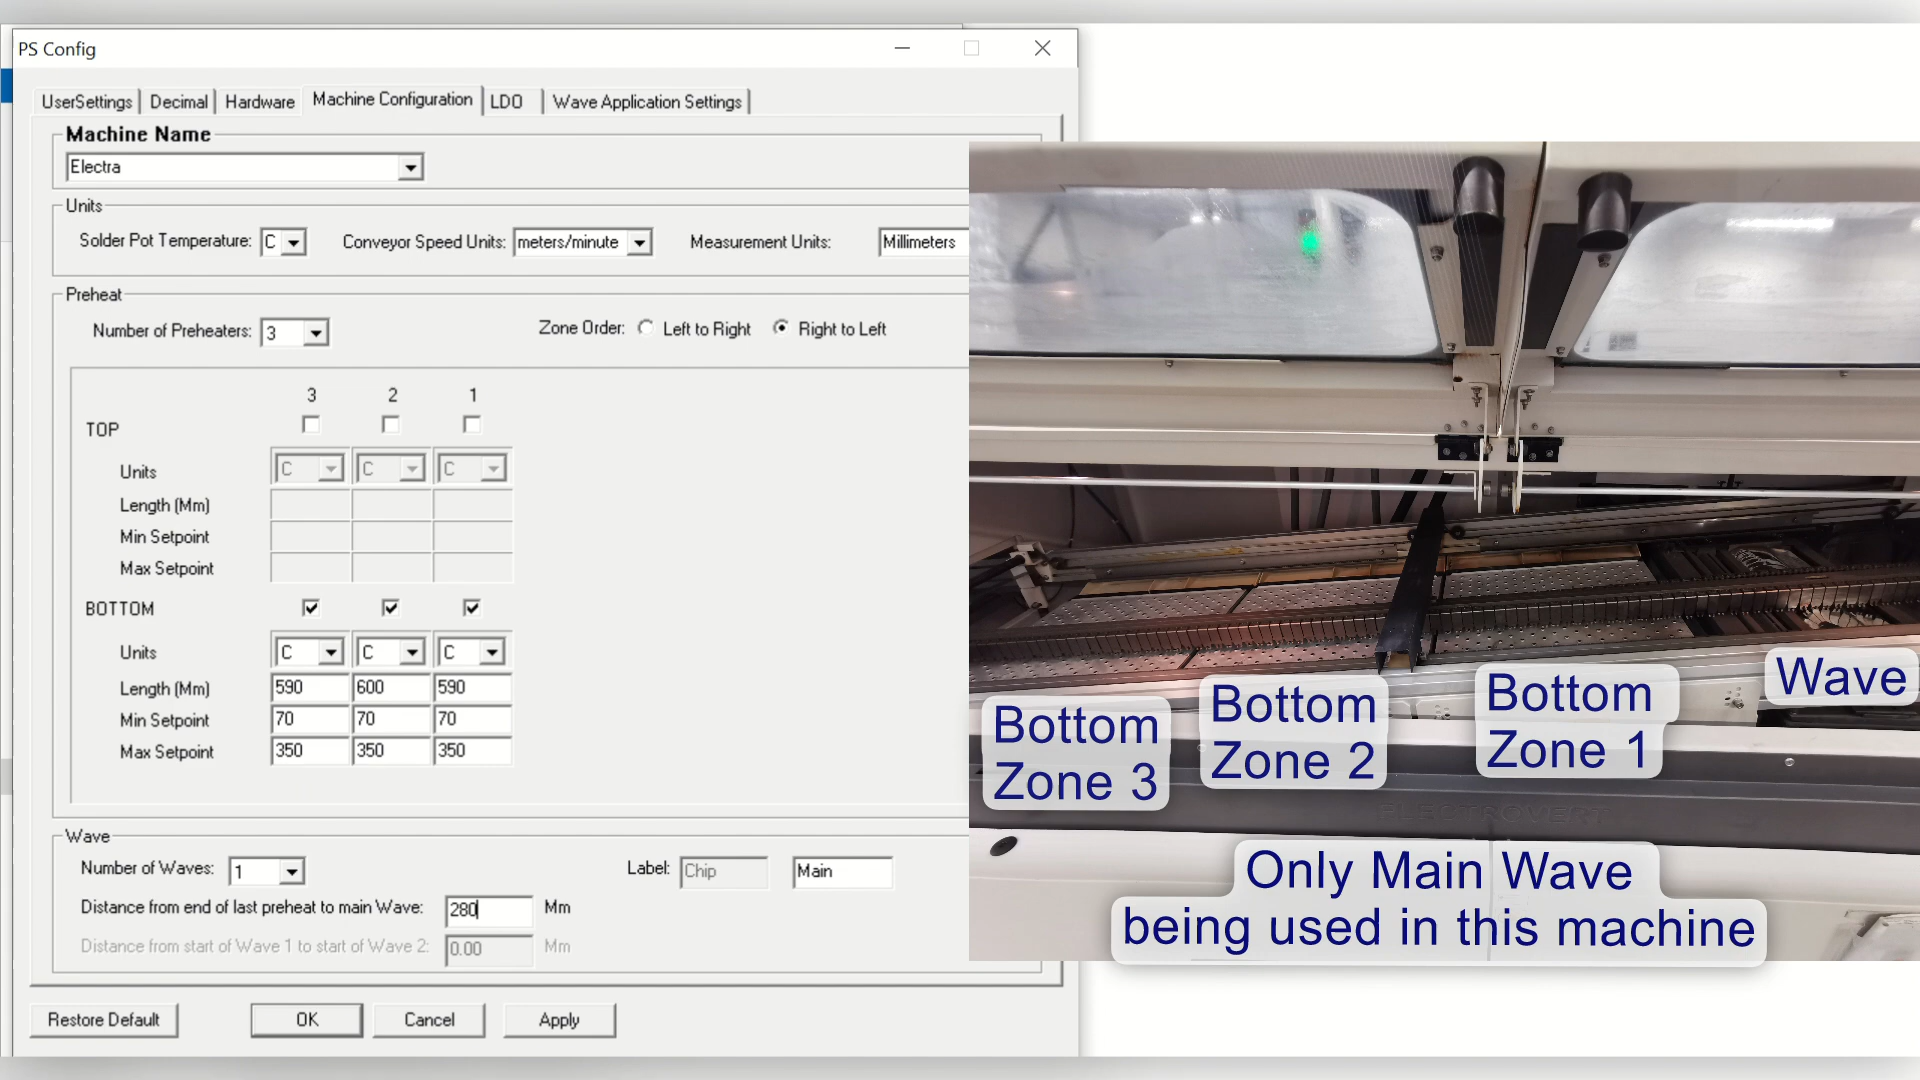 PS Config
UserSettings Decimal Hardware Machine Configuration LDO Wave Application Settings
Machine Name
Electra
Units
Solder Pot Temperature: C Conveyor Speed Units: meters/minute Measurement Units: Millimeters
Preheat
Number of Preheaters: 3 Zone Order: Left to Right Right to Left
3 2 1
TOP
Units C C C
Length (Mm)
Min Setpoint
Max Setpoint
BOTTOM
Units C C C
Length (Mm) 590 600 590
Min Setpoint 70 70 70
Max Setpoint 350 350 350
Wave
Number of Waves: 1 Label: Chip Main
Distance from end of last preheat to main Wave: 280 Mm
Distance from start of Wave 1 to start of Wave 2: 0.00 Mm
Restore Default OK Cancel Apply
Bottom
Zone 3
Bottom
Zone 2
Bottom
Zone 1
Wave
ELECTROVERT
Only Main Wave
being used in this machine